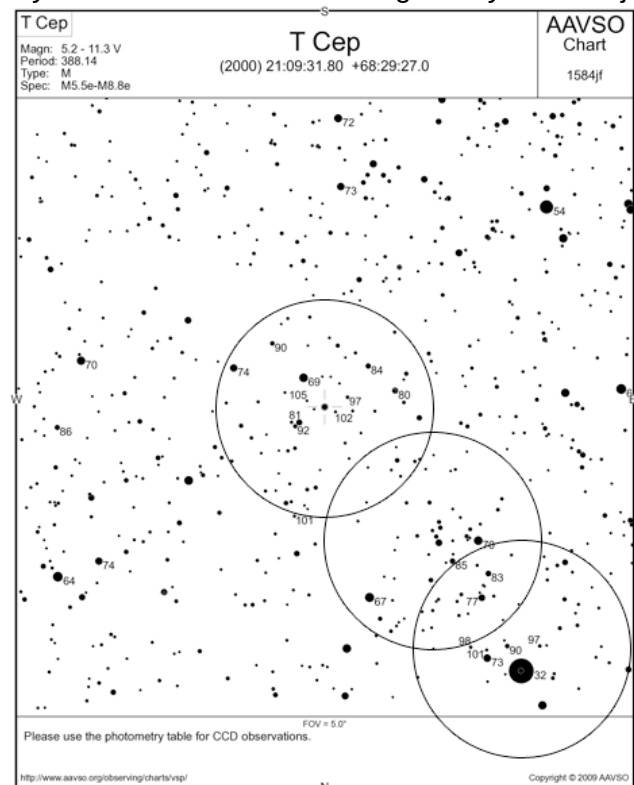 S
T Cep
Magn: 5.2 - 11.3 V
Period: 388.14
Type: M
Spec: M5.5e-M8.8e
T Cep
(2000) 21:09:31.80 +68:29:27.0
AAVSO
Chart
1584jf
72
73
54
90
74
69
84
70
105
97
80
W
102
81
92
86
101
79
85
83
74
64
67
77
98
97
101
90
73
32
FOV = 5.0°
Please use the photometry table for CCD observations.
http://www.aavso.org/observing/charts/vsp/
Copyright © 2009 AAVSO